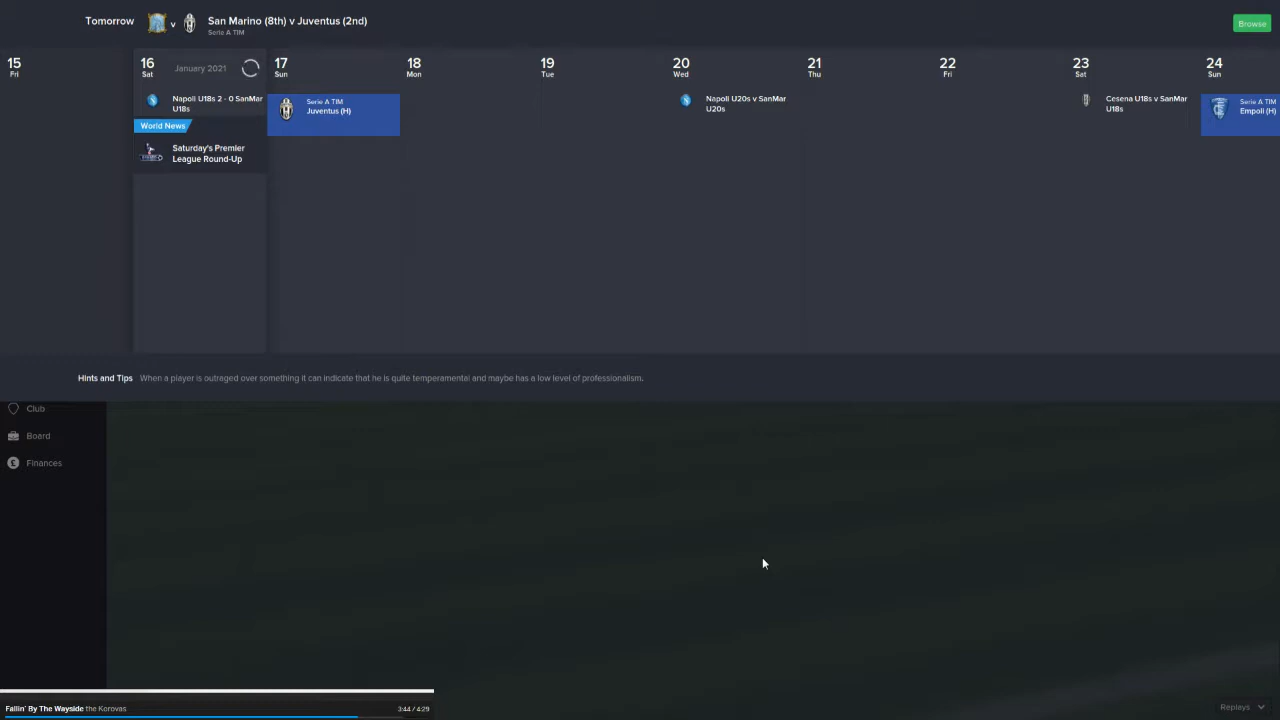 Tomorrow
v
San Marino (8th) v Juventus (2nd)
Serie A TIM
Browse
15
Fri
16
Sat
January 2021
17
Sun
18
Mon
19
Tue
20
Wed
21
Thu
22
Fri
23
Sat
24
Sun
Napoli U18s 2 - 0 SanMar
U18s
World News
Saturday's Premier
League Round-Up
Serie A TIM
Juventus (H)
Napoli U20s v SanMar
U20s
Cesena U18s v SanMar
U18s
Serie A TIM
Empoli (H)
Hints and Tips
When a player is outraged over something it can indicate that he is quite temperamental and maybe has a low level of professionalism.
Club
Board
Finances
Fallin' By The Wayside the Korovas
3:44 / 4:29
Replays